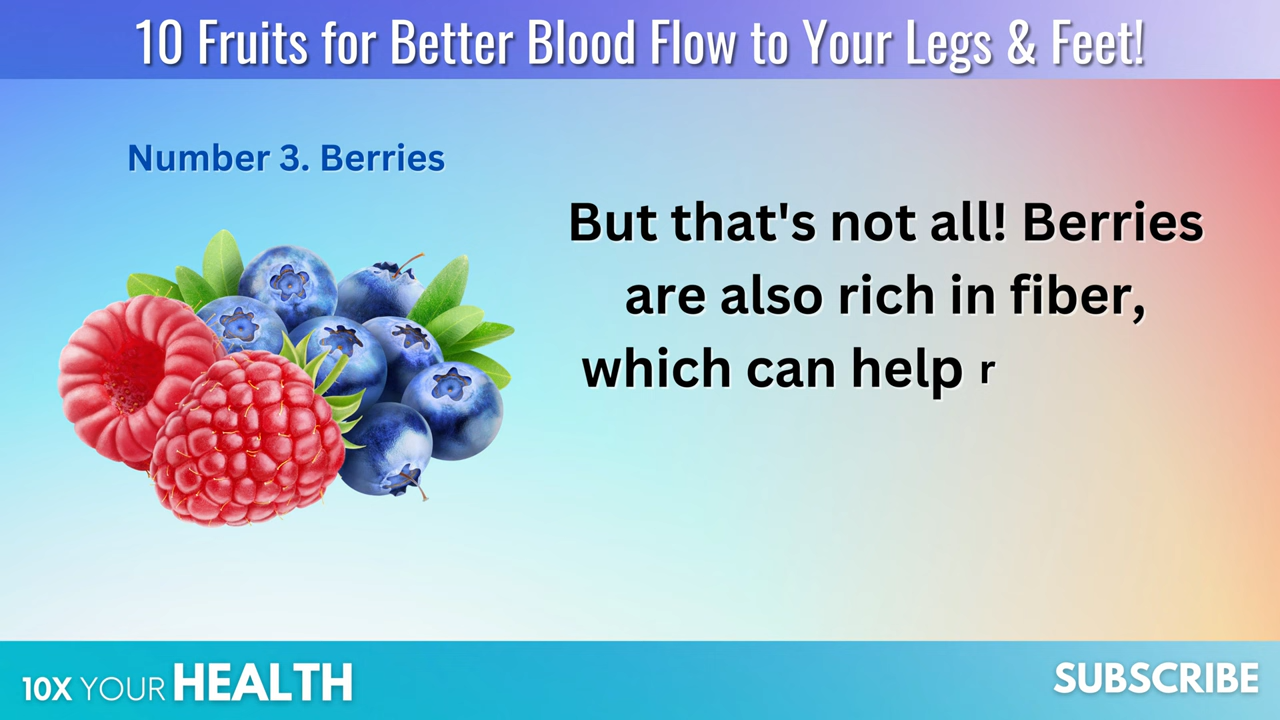 10 Fruits for Better Blood Flow to Your Legs & Feet!
Number 3. Berries
But that's not all! Berries
are also rich in fiber,
which can help r
10X YOUR HEALTH
SUBSCRIBE